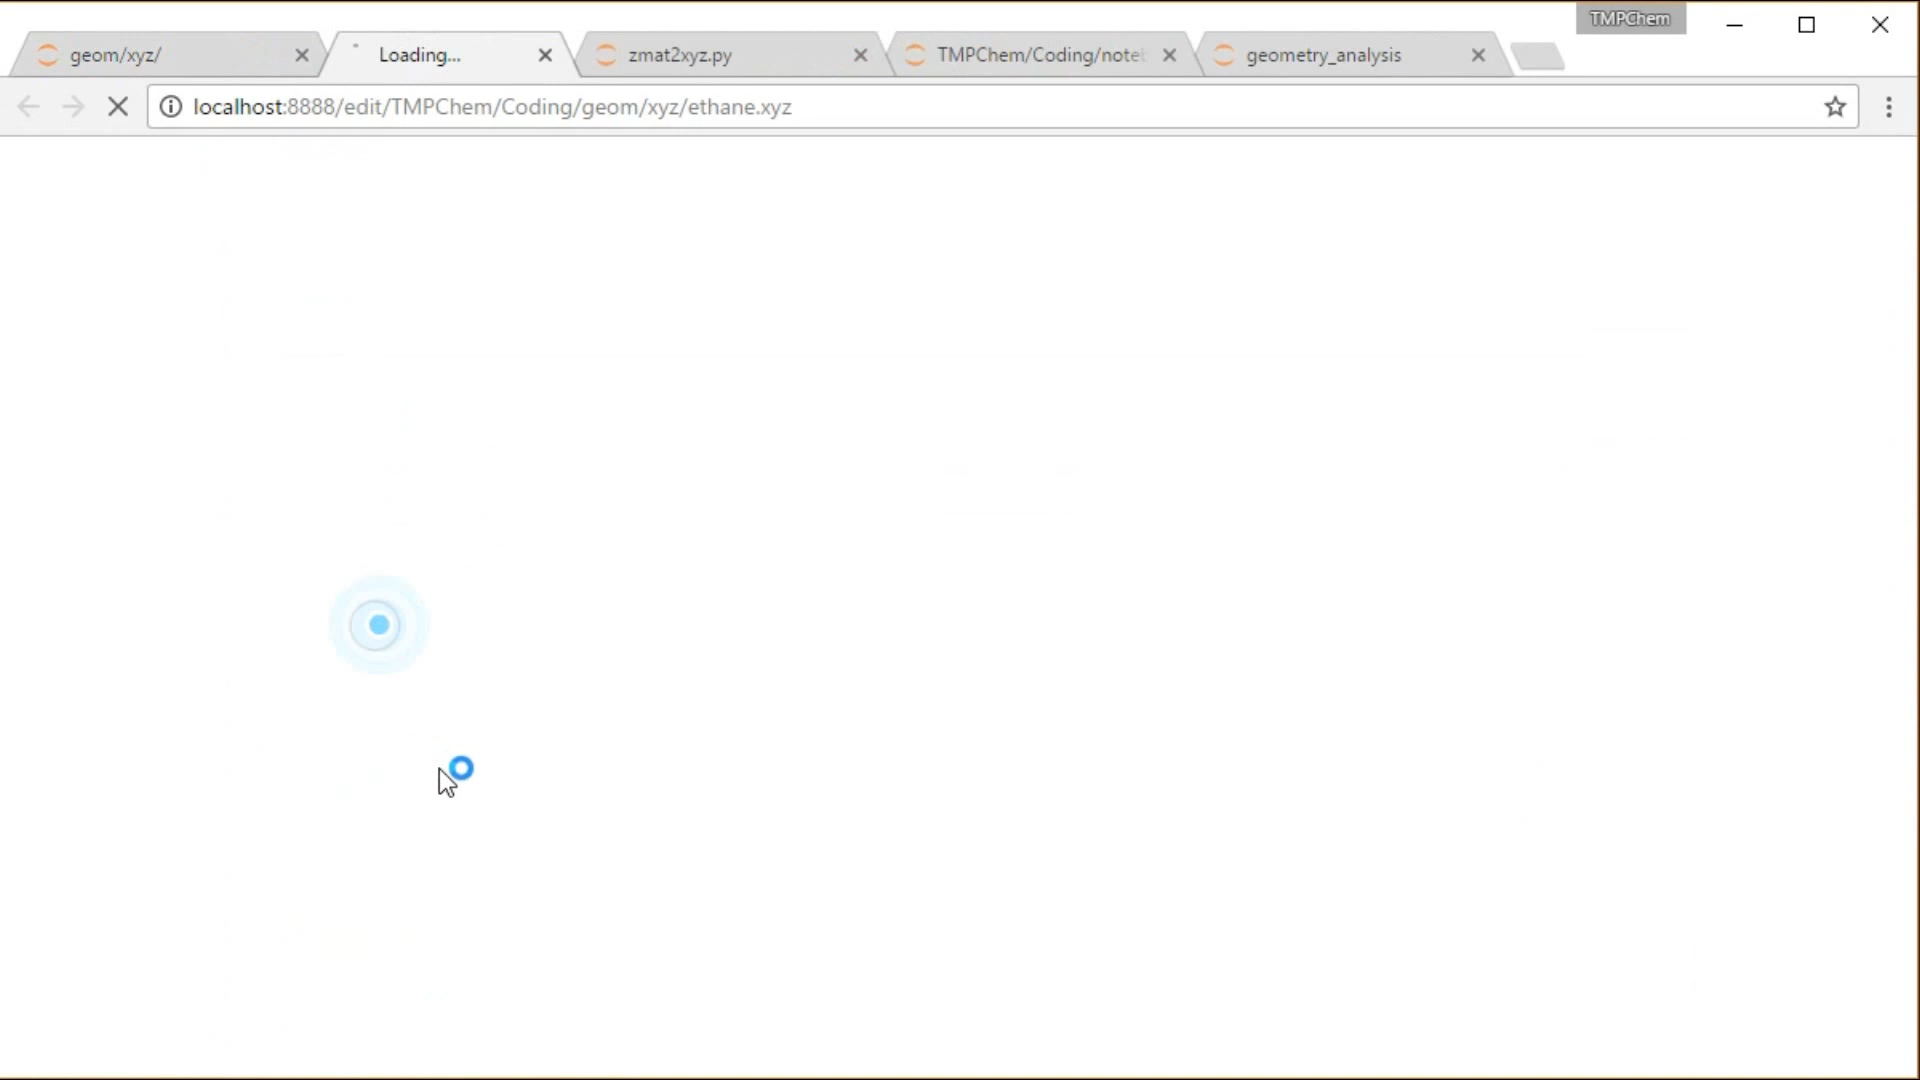 TMPChem
geom/xyz/
Loading...
zmat2xyz.py
TMPChem/Coding/note
geometry_analysis
localhost:8888/edit/TMPChem/Coding/geom/xyz/ethane.xyz